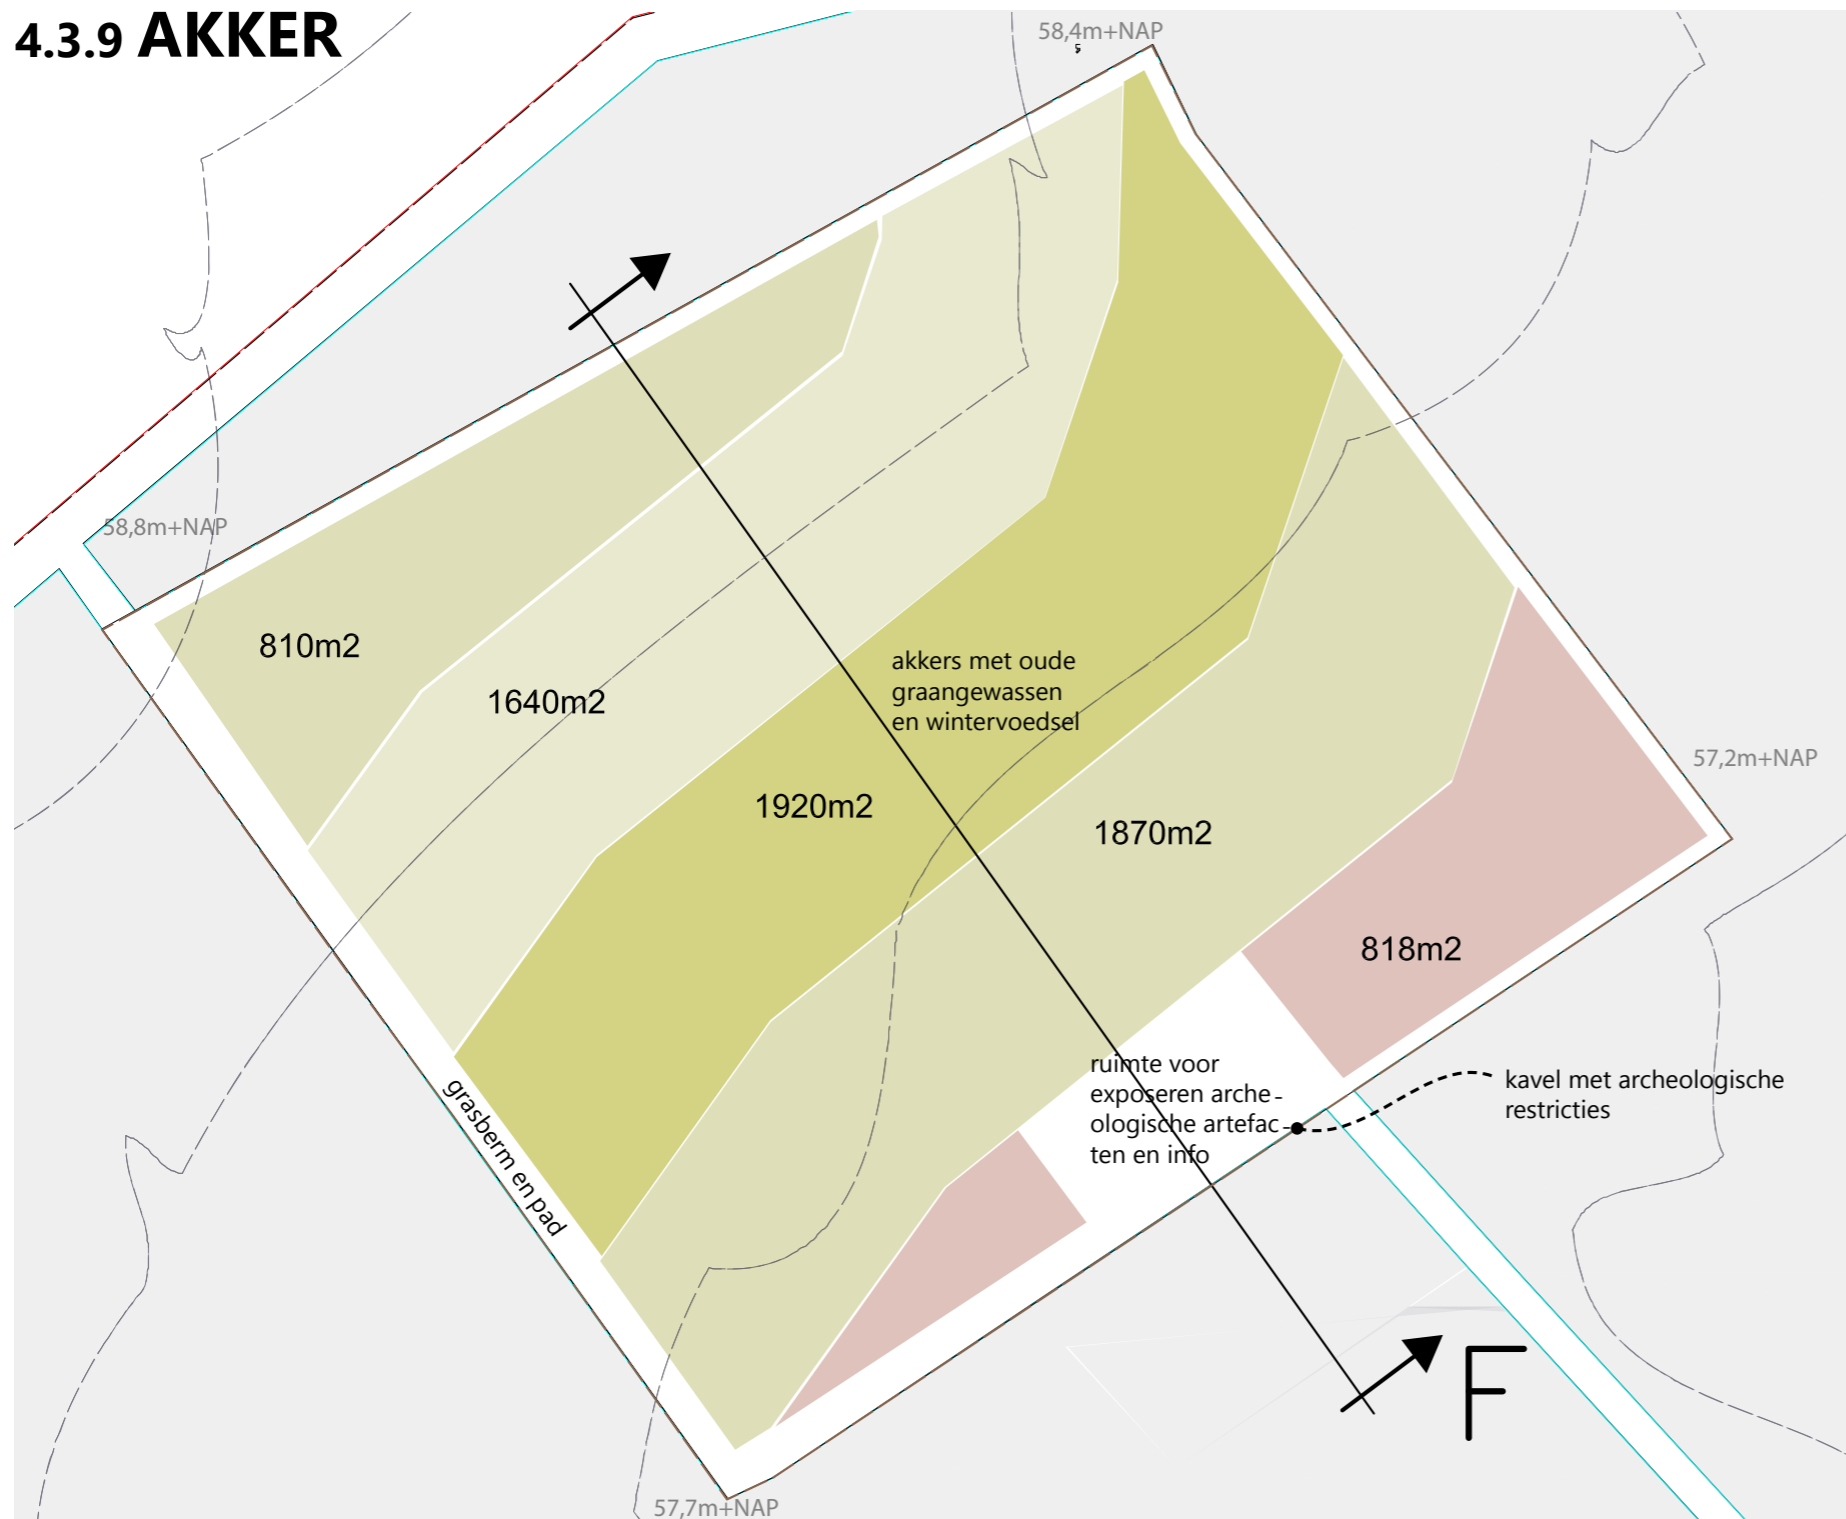 4.3.9 AKKER
58,4m+NAP
58,8m+NAP
810m2
1640m2
akkers met oude
graangewassen
en wintervoedsel
1920m2
1870m2
57,2m+NAP
818m2
ruimte voor
exposeren arche-
ologische artefac-
ten en info
kavel met archeologische
restricties
grasberm en pad
F
57,7m+NAP